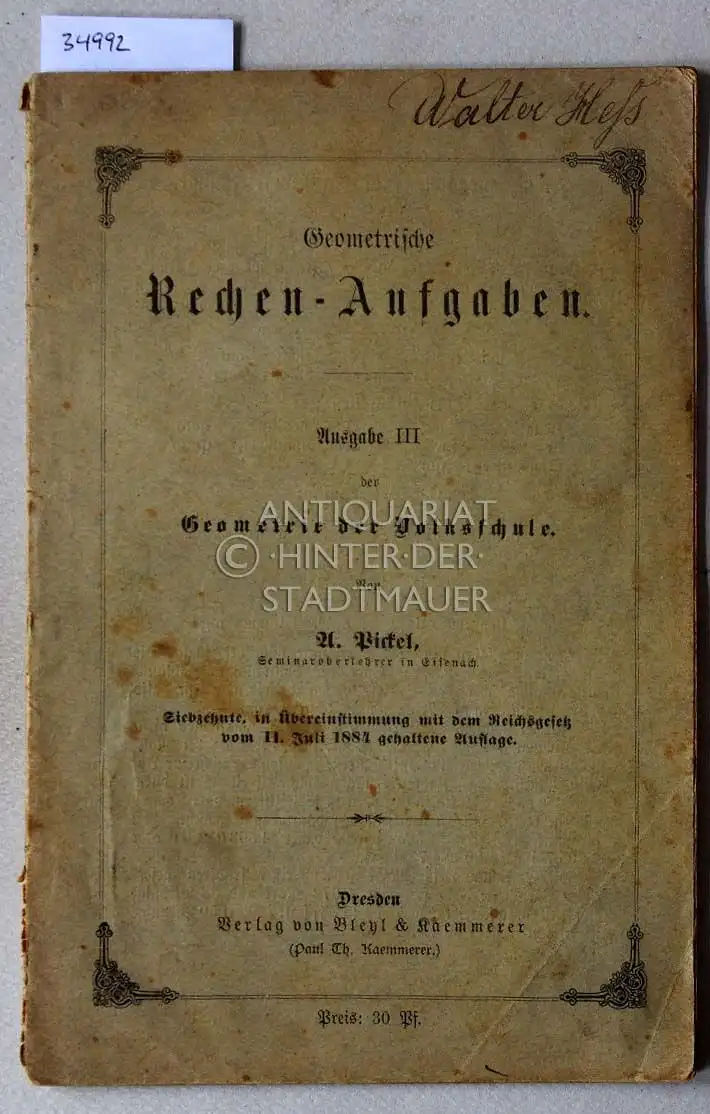 34992
Walter Heſs
Geometriſche
Rechen-Aufgaben.
Ausgabe III
der
Geometrie der Volksſchule.
Von
A. Pickel,
Seminaroberlehrer in Eiſenach.
Siebzehnte, in Übereinſtimmung mit dem Reichsgeſetz
vom 11. Juli 1884 gehaltene Auflage.
Dresden
Verlag von Bleyl & Kaemmerer
(Paul Th. Kaemmerer.)
Preis: 30 Pf.
ANTIQUARIAT
© ·HINTER·DER·
STADTMAUER